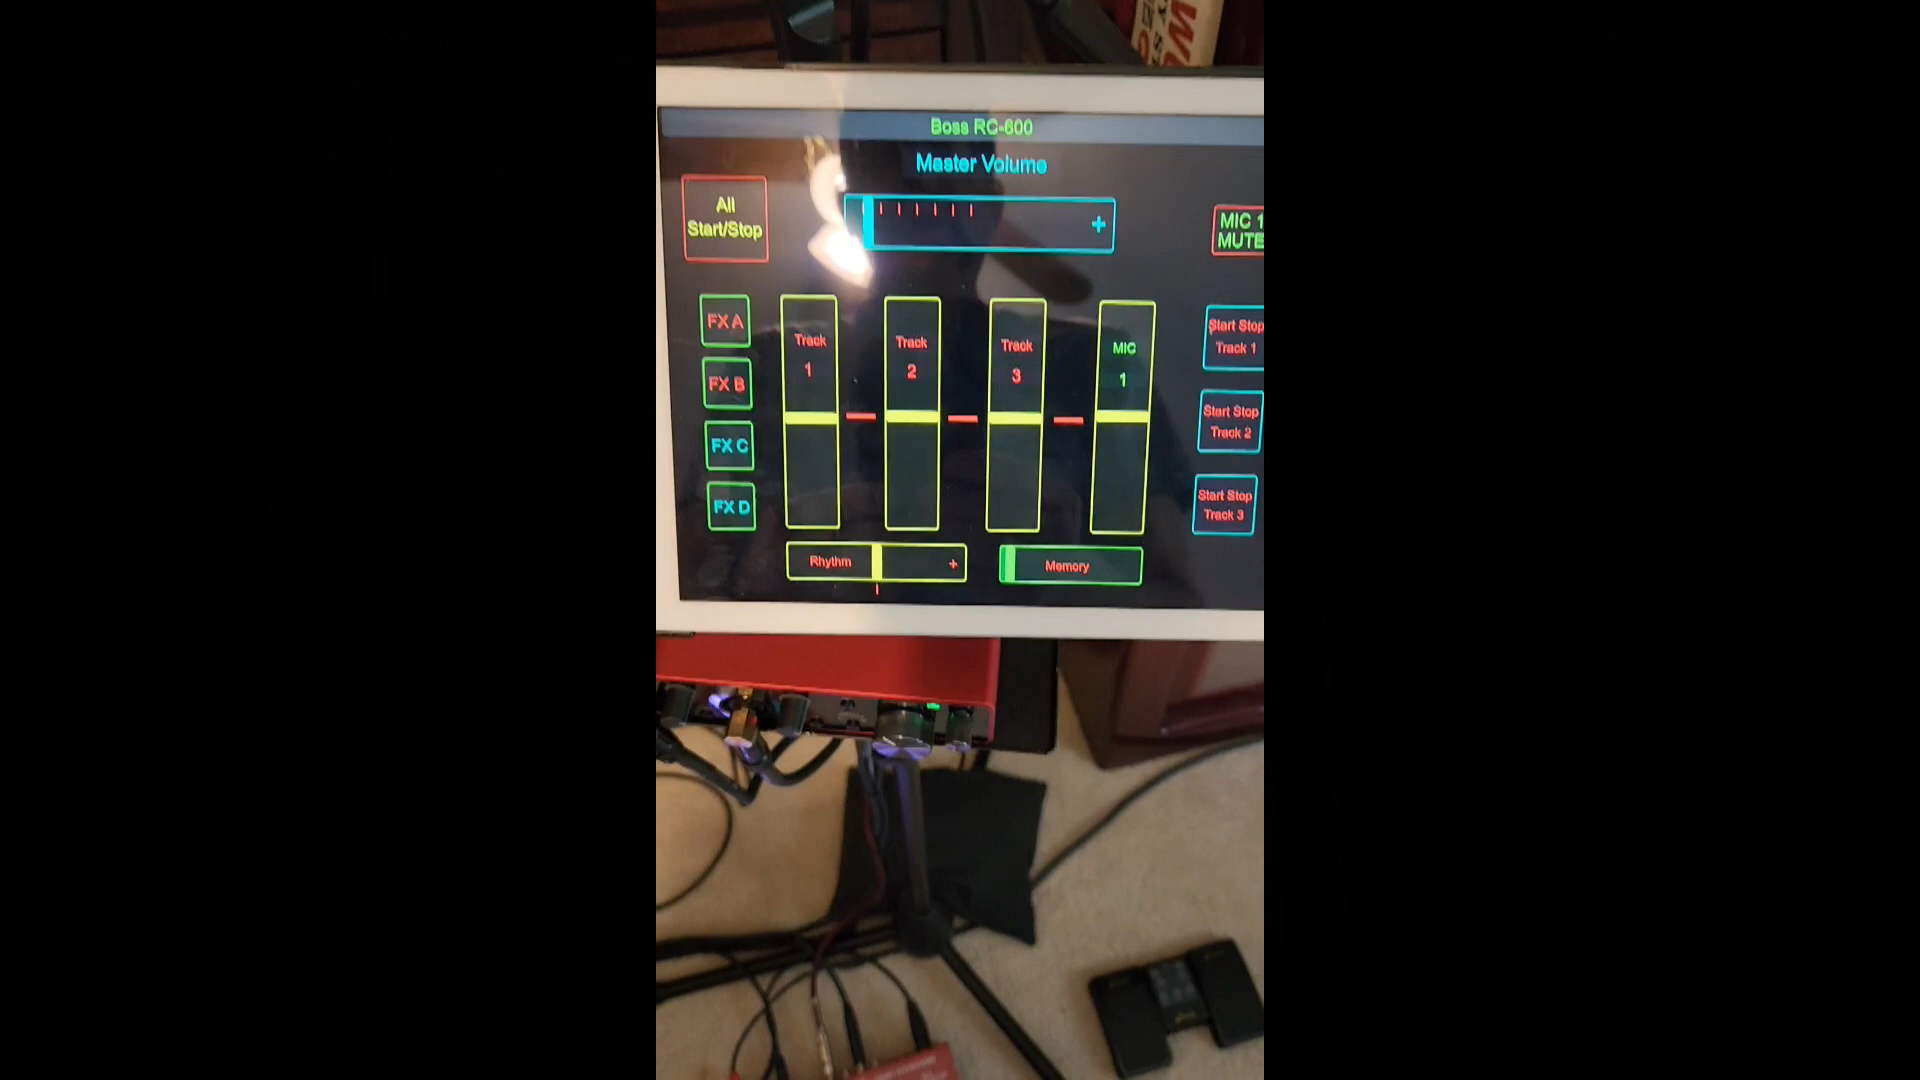 Boss RC-600
Master Volume
All
Start/Stop
+
MIC 1
MUTE
FX A
FX B
FX C
FX D
Track
1
Track
2
Track
3
MIC
1
Start Stop
Track 1
Start Stop
Track 2
Start Stop
Track 3
Rhythm
+
Memory